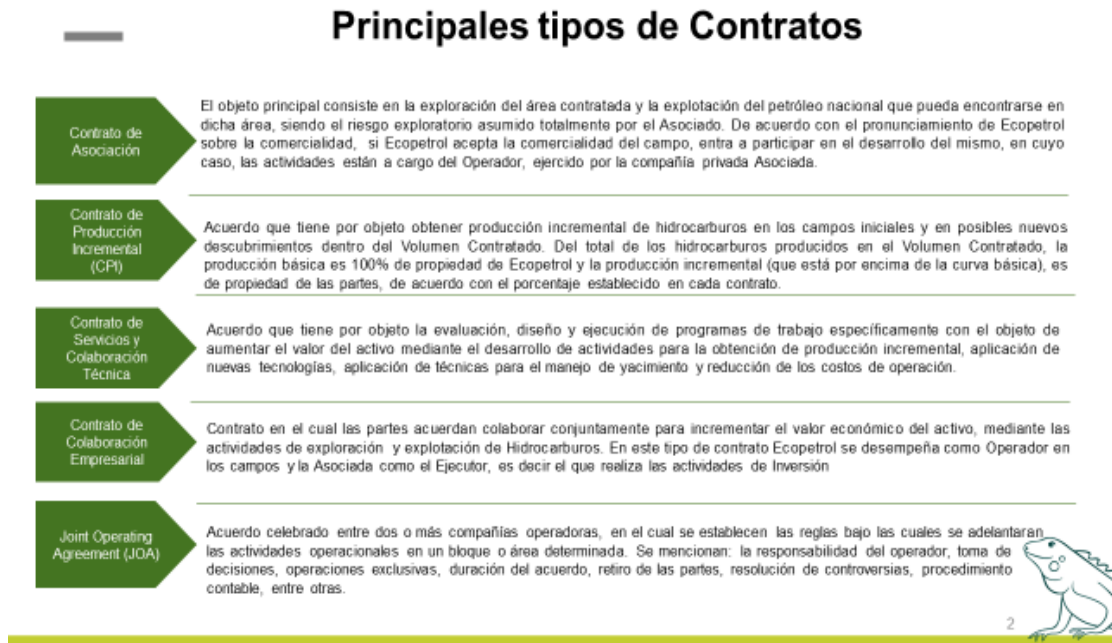 Principales tipos de Contratos
Contrato de
Asociación
El objeto principal consiste en la exploración del área contratada y la explotación del petróleo nacional que pueda encontrarse en
dicha área, siendo el riesgo exploratorio asumido totalmente por el Asociado. De acuerdo con el pronunciamiento de Ecopetrol
sobre la comercialidad, si Ecopetrol acepta la comercialidad del campo, entra a participar en el desarrollo del mismo, en cuyo
caso, las actividades están a cargo del Operador, ejercido por la compañía privada Asociada.
Contrato de
Producción
Incremental
(CPI)
Acuerdo que tiene por objeto obtener producción incremental de hidrocarburos en los campos iniciales y en posibles nuevos
descubrimientos dentro del Volumen Contratado. Del total de los hidrocarburos producidos en el Volumen Contratado, la
producción básica es 100% de propiedad de Ecopetrol y la producción incremental (que está por encima de la curva básica), es
de propiedad de las partes, de acuerdo con el porcentaje establecido en cada contrato.
Contrato de
Servicios y
Colaboración
Técnica
Acuerdo que tiene por objeto la evaluación, diseño y ejecución de programas de trabajo específicamente con el objeto de
aumentar el valor del activo mediante el desarrollo de actividades para la obtención de producción incremental, aplicación de
nuevas tecnologías, aplicación de técnicas para el manejo de yacimiento y reducción de los costos de operación.
Contrato de
Colaboración
Empresarial
Contrato en el cual las partes acuerdan colaborar conjuntamente para incrementar el valor económico del activo, mediante las
actividades de exploración y explotación de Hidrocarburos. En este tipo de contrato Ecopetrol se desempeña como Operador en
los campos y la Asociada como el Ejecutor, es decir el que realiza las actividades de Inversión
Joint Operating
Agreement (JOA)
Acuerdo celebrado entre dos o más compañías operadoras, en el cual se establecen las reglas bajo las cuales se adelantaran
las actividades operacionales en un bloque o área determinada. Se mencionan: la responsabilidad del operador, toma de
decisiones, operaciones exclusivas, duración del acuerdo, retiro de las partes, resolución de controversias, procedimiento
contable, entre otras.
2